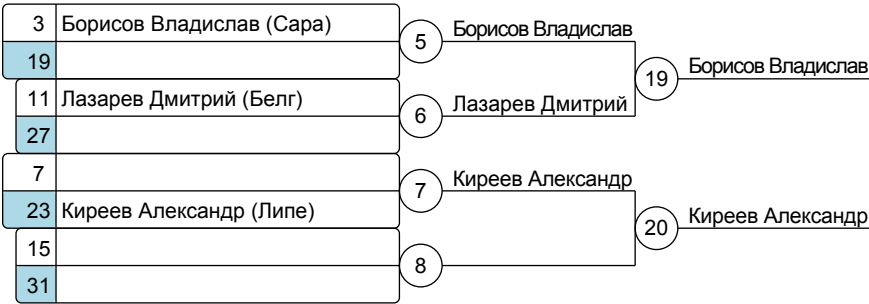 3 Борисов Владислав (Сара)
19
5 Борисов Владислав
19 Борисов Владислав
11 Лазарев Дмитрий (Белг)
27
6 Лазарев Дмитрий
7
23 Киреев Александр (Липе)
7 Киреев Александр
20 Киреев Александр
15
31
8